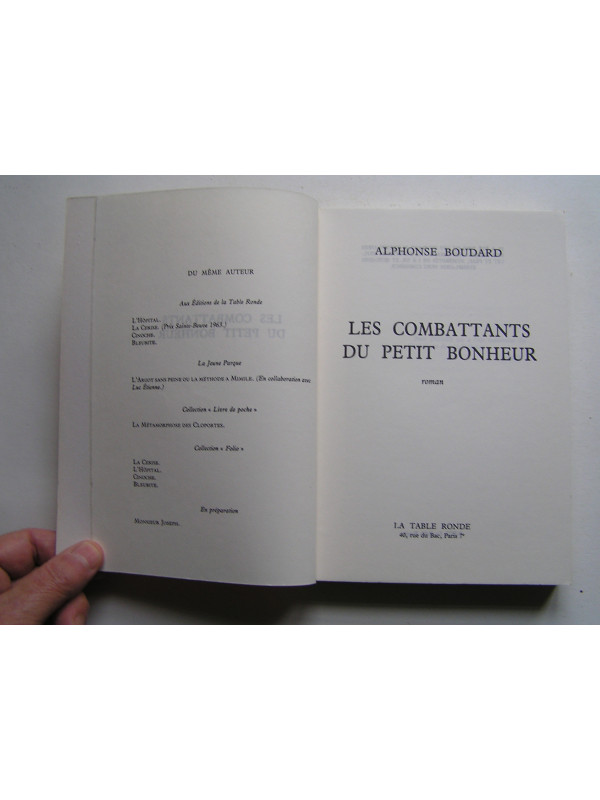 DU MÊME AUTEUR
Aux Éditions de la Table Ronde
L'HÔPITAL.
LA CERISE. (Prix Sainte-Beuve 1963.)
CINOCHE.
BLEUBITE.
La Jeune Parque
L'ARGOT SANS PEINE OU LA MÉTHODE À MIMILE. (En collaboration avec
Luc Étienne.)
Collection « Livre de poche »
LA MÉTAMORPHOSE DES CLOPORTES.
Collection « Folio »
LA CERISE.
L'HÔPITAL.
CINOCHE.
BLEUBITE.
En préparation
MONSIEUR JOSEPH.
ALPHONSE BOUDARD
LES COMBATTANTS
DU PETIT BONHEUR
roman
LA TABLE RONDE
40, rue du Bac, Paris 7e